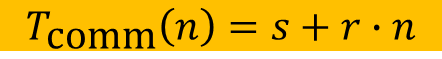 T_comm(n) = s + r · n